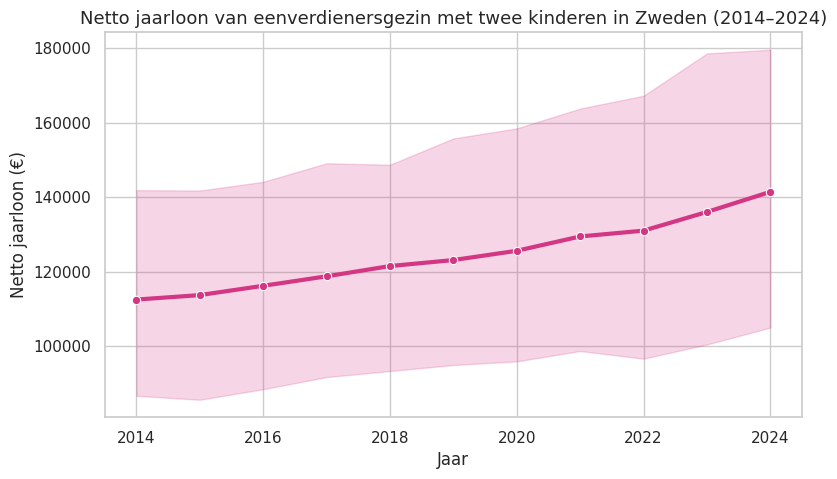 Netto jaarloon van eenverdienersgezin met twee kinderen in Zweden (2014–2024)
Netto jaarloon (€)
180000
160000
140000
120000
100000
2014 2016 2018 2020 2022 2024
Jaar